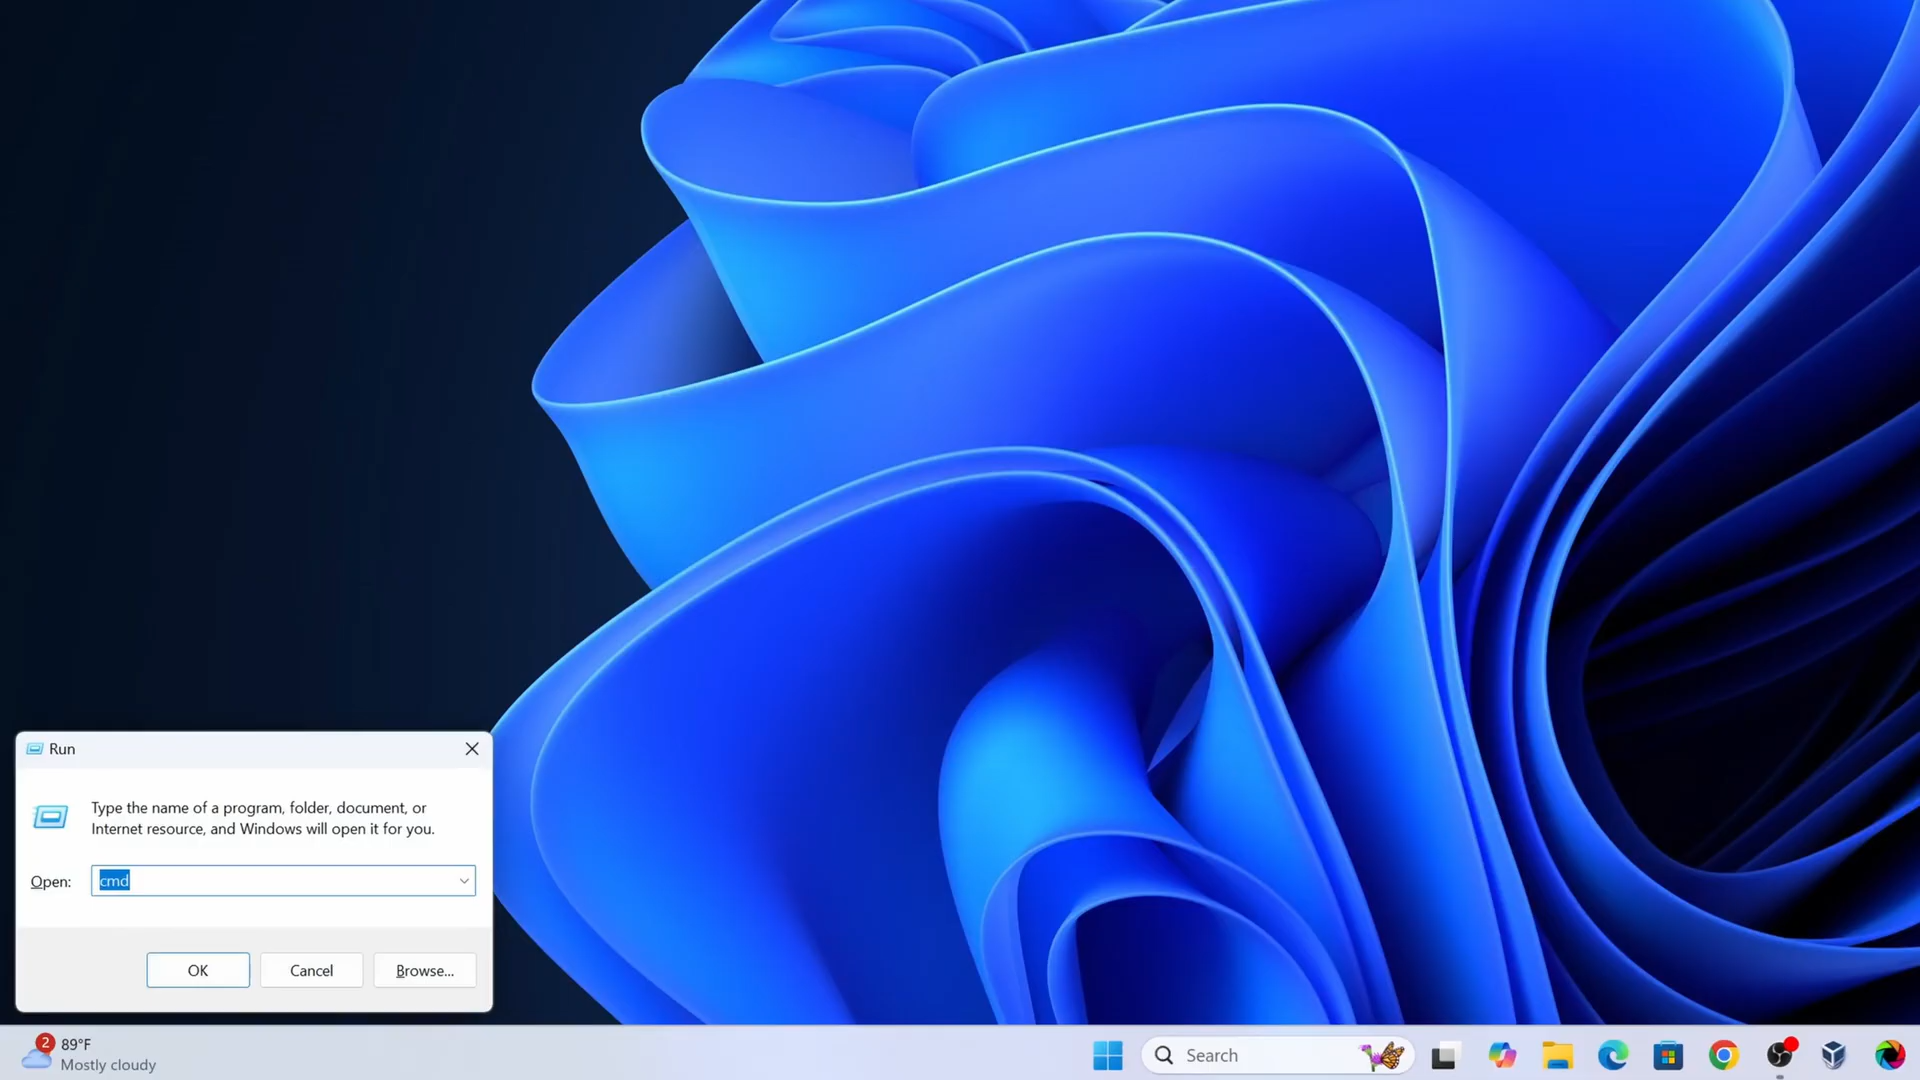 Run
Type the name of a program, folder, document, or
Internet resource, and Windows will open it for you.
Open:
cmd
OK
Cancel
Browse...
2
89°F
Mostly cloudy
Search